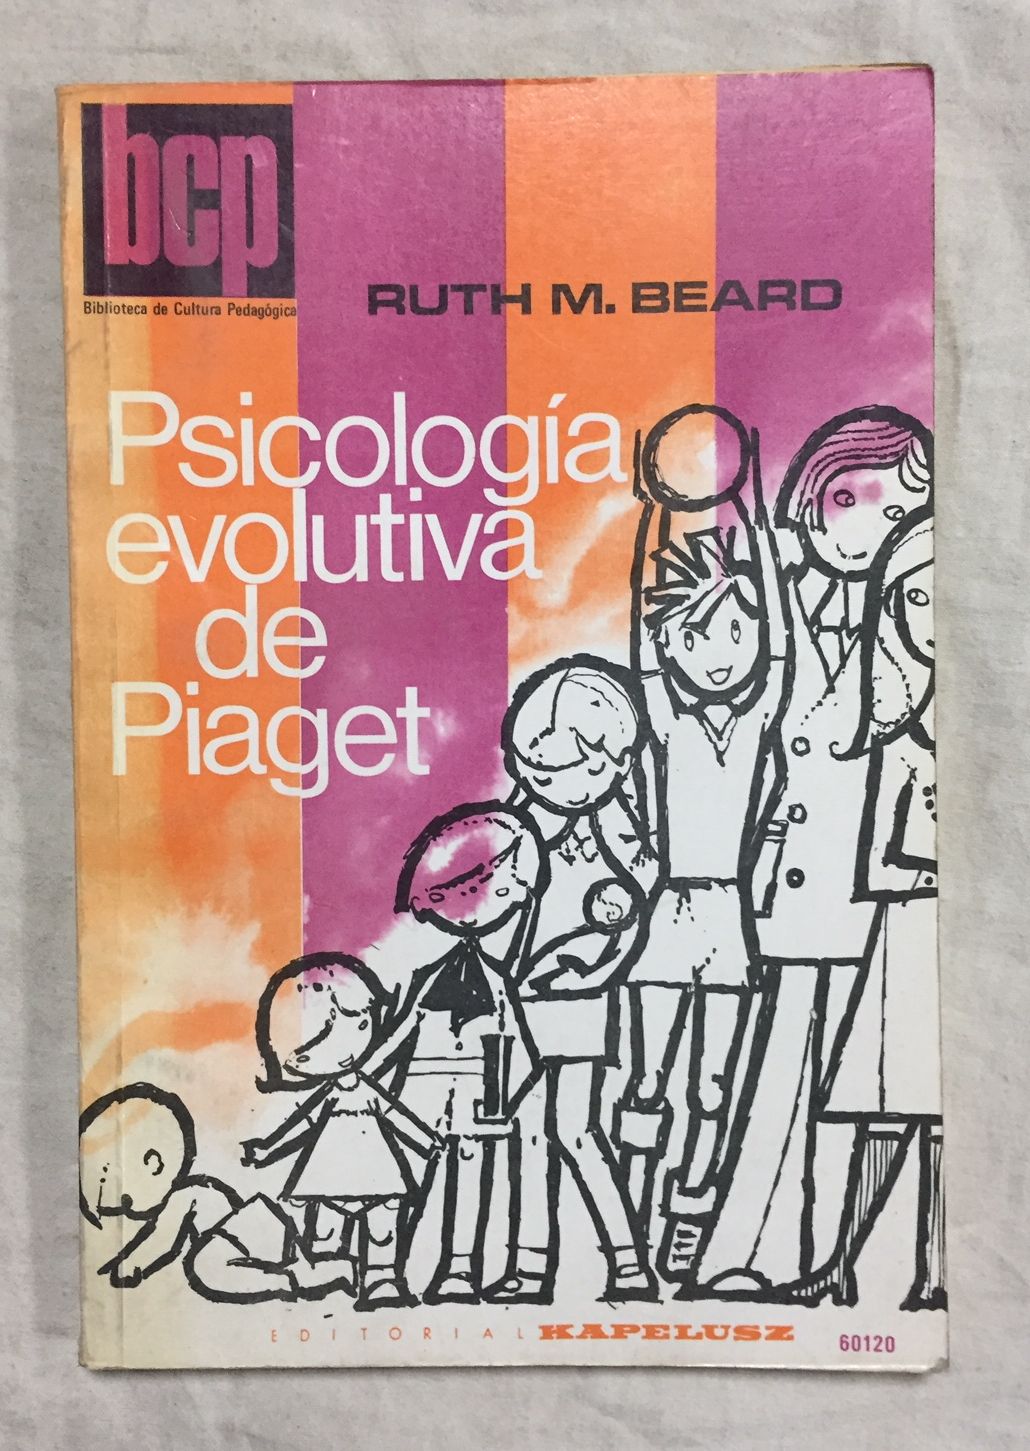 bcp
Biblioteca de Cultura Pedagógica
RUTH M. BEARD
Psicología
evolutiva
de
Piaget
EDITORIAL KAPELUSZ
60120